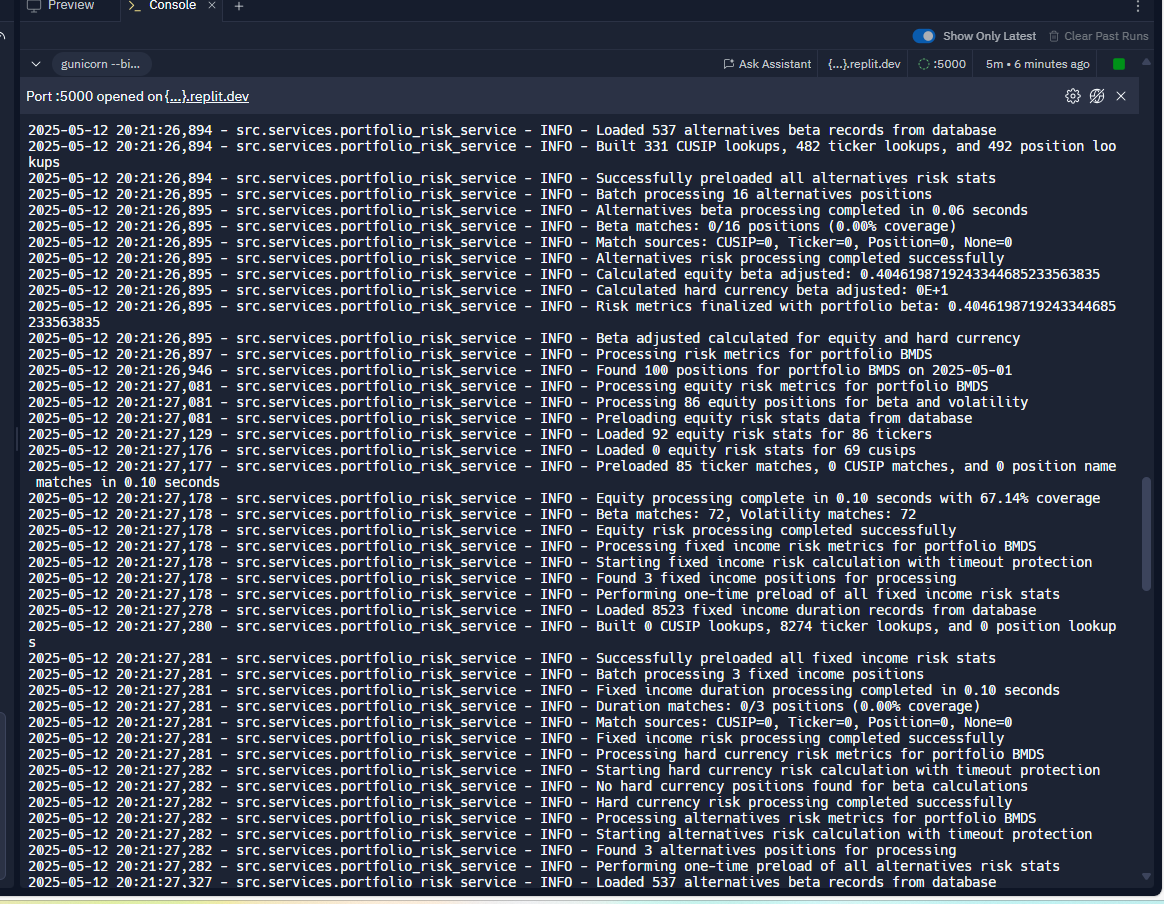 Preview
Console
Show Only Latest
Clear Past Runs
gunicorn --bi...
Ask Assistant
{...}.replit.dev
:5000
5m • 6 minutes ago
Port :5000 opened on {...}.replit.dev
2025-05-12 20:21:26,894 - src.services.portfolio_risk_service - INFO - Loaded 537 alternatives beta records from database
2025-05-12 20:21:26,894 - src.services.portfolio_risk_service - INFO - Built 331 CUSIP lookups, 482 ticker lookups, and 492 position loo
kups
2025-05-12 20:21:26,894 - src.services.portfolio_risk_service - INFO - Successfully preloaded all alternatives risk stats
2025-05-12 20:21:26,895 - src.services.portfolio_risk_service - INFO - Batch processing 16 alternatives positions
2025-05-12 20:21:26,895 - src.services.portfolio_risk_service - INFO - Alternatives beta processing completed in 0.06 seconds
2025-05-12 20:21:26,895 - src.services.portfolio_risk_service - INFO - Beta matches: 0/16 positions (0.00% coverage)
2025-05-12 20:21:26,895 - src.services.portfolio_risk_service - INFO - Match sources: CUSIP=0, Ticker=0, Position=0, None=0
2025-05-12 20:21:26,895 - src.services.portfolio_risk_service - INFO - Alternatives risk processing completed successfully
2025-05-12 20:21:26,895 - src.services.portfolio_risk_service - INFO - Calculated equity beta adjusted: 0.4046198719243344685233563835
2025-05-12 20:21:26,895 - src.services.portfolio_risk_service - INFO - Calculated hard currency beta adjusted: 0E+1
2025-05-12 20:21:26,895 - src.services.portfolio_risk_service - INFO - Risk metrics finalized with portfolio beta: 0.4046198719243344685
233563835
2025-05-12 20:21:26,895 - src.services.portfolio_risk_service - INFO - Beta adjusted calculated for equity and hard currency
2025-05-12 20:21:26,897 - src.services.portfolio_risk_service - INFO - Processing risk metrics for portfolio BMDS
2025-05-12 20:21:26,946 - src.services.portfolio_risk_service - INFO - Found 100 positions for portfolio BMDS on 2025-05-01
2025-05-12 20:21:27,081 - src.services.portfolio_risk_service - INFO - Processing equity risk metrics for portfolio BMDS
2025-05-12 20:21:27,081 - src.services.portfolio_risk_service - INFO - Processing 86 equity positions for beta and volatility
2025-05-12 20:21:27,081 - src.services.portfolio_risk_service - INFO - Preloading equity risk stats data from database
2025-05-12 20:21:27,129 - src.services.portfolio_risk_service - INFO - Loaded 92 equity risk stats for 86 tickers
2025-05-12 20:21:27,176 - src.services.portfolio_risk_service - INFO - Loaded 0 equity risk stats for 69 cusips
2025-05-12 20:21:27,177 - src.services.portfolio_risk_service - INFO - Preloaded 85 ticker matches, 0 CUSIP matches, and 0 position name
matches in 0.10 seconds
2025-05-12 20:21:27,178 - src.services.portfolio_risk_service - INFO - Equity processing complete in 0.10 seconds with 67.14% coverage
2025-05-12 20:21:27,178 - src.services.portfolio_risk_service - INFO - Beta matches: 72, Volatility matches: 72
2025-05-12 20:21:27,178 - src.services.portfolio_risk_service - INFO - Equity risk processing completed successfully
2025-05-12 20:21:27,178 - src.services.portfolio_risk_service - INFO - Processing fixed income risk metrics for portfolio BMDS
2025-05-12 20:21:27,178 - src.services.portfolio_risk_service - INFO - Starting fixed income risk calculation with timeout protection
2025-05-12 20:21:27,178 - src.services.portfolio_risk_service - INFO - Found 3 fixed income positions for processing
2025-05-12 20:21:27,178 - src.services.portfolio_risk_service - INFO - Performing one-time preload of all fixed income risk stats
2025-05-12 20:21:27,278 - src.services.portfolio_risk_service - INFO - Loaded 8523 fixed income duration records from database
2025-05-12 20:21:27,280 - src.services.portfolio_risk_service - INFO - Built 0 CUSIP lookups, 8274 ticker lookups, and 0 position lookup
s
2025-05-12 20:21:27,281 - src.services.portfolio_risk_service - INFO - Successfully preloaded all fixed income risk stats
2025-05-12 20:21:27,281 - src.services.portfolio_risk_service - INFO - Batch processing 3 fixed income positions
2025-05-12 20:21:27,281 - src.services.portfolio_risk_service - INFO - Fixed income duration processing completed in 0.10 seconds
2025-05-12 20:21:27,281 - src.services.portfolio_risk_service - INFO - Duration matches: 0/3 positions (0.00% coverage)
2025-05-12 20:21:27,281 - src.services.portfolio_risk_service - INFO - Match sources: CUSIP=0, Ticker=0, Position=0, None=0
2025-05-12 20:21:27,281 - src.services.portfolio_risk_service - INFO - Fixed income risk processing completed successfully
2025-05-12 20:21:27,281 - src.services.portfolio_risk_service - INFO - Processing hard currency risk metrics for portfolio BMDS
2025-05-12 20:21:27,282 - src.services.portfolio_risk_service - INFO - Starting hard currency risk calculation with timeout protection
2025-05-12 20:21:27,282 - src.services.portfolio_risk_service - INFO - No hard currency positions found for beta calculations
2025-05-12 20:21:27,282 - src.services.portfolio_risk_service - INFO - Hard currency risk processing completed successfully
2025-05-12 20:21:27,282 - src.services.portfolio_risk_service - INFO - Processing alternatives risk metrics for portfolio BMDS
2025-05-12 20:21:27,282 - src.services.portfolio_risk_service - INFO - Starting alternatives risk calculation with timeout protection
2025-05-12 20:21:27,282 - src.services.portfolio_risk_service - INFO - Found 3 alternatives positions for processing
2025-05-12 20:21:27,282 - src.services.portfolio_risk_service - INFO - Performing one-time preload of all alternatives risk stats
2025-05-12 20:21:27,327 - src.services.portfolio_risk_service - INFO - Loaded 537 alternatives beta records from database